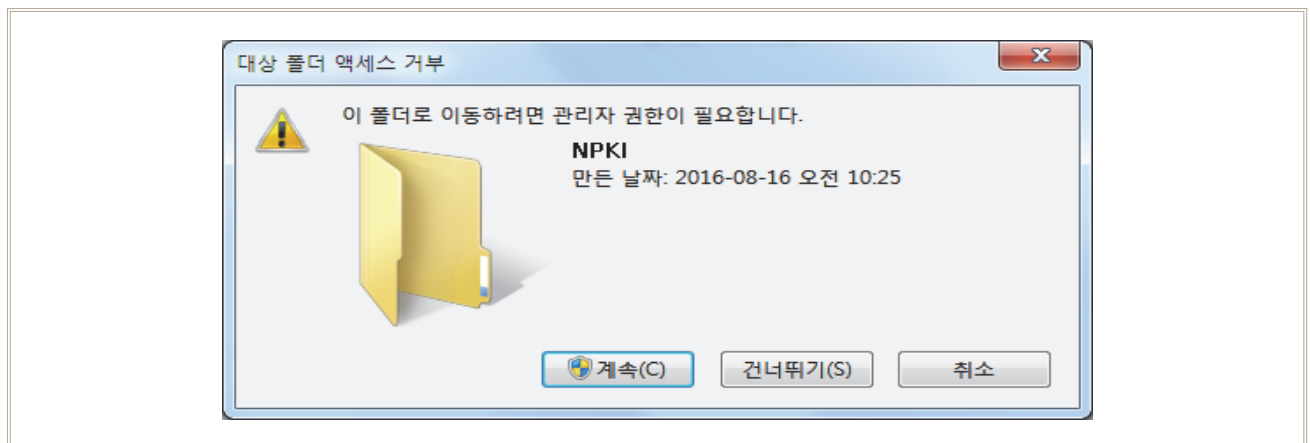 대상 폴더 액세스 거부
이 폴더로 이동하려면 관리자 권한이 필요합니다.
NPKI
만든 날짜: 2016-08-16 오전 10:25
계속(C) 건너뛰기(S) 취소